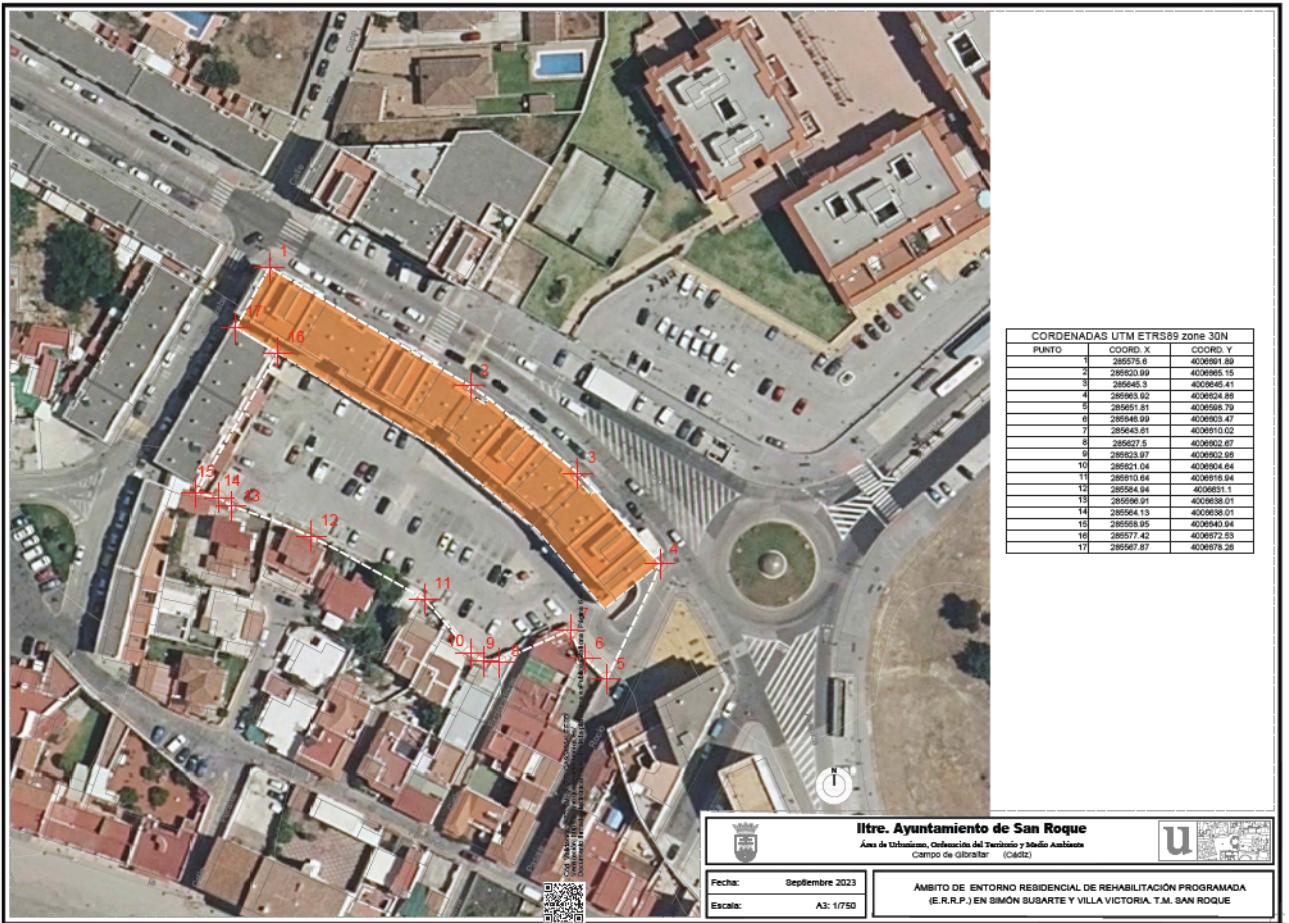 1
17
16
2
3
15
14
13
12
4
11
7
10
9
8
6
5
N
CORDENADAS UTM ETRS89 zone 30N
PUNTO COORD. X COORD. Y
1 285575.6 4006691.89
2 285620.99 4006665.15
3 285645.3 4006645.41
4 285663.92 4006624.86
5 285651.81 4006598.79
6 285646.99 4006603.47
7 285643.61 4006610.02
8 285627.5 4006602.67
9 285623.97 4006602.98
10 285621.04 4006604.64
11 285610.64 4006616.94
12 285584.94 4006631.1
13 285566.91 4006638.01
14 285564.13 4006638.01
15 285558.95 4006640.94
16 285577.42 4006672.53
17 285567.87 4006678.28
Iltre. Ayuntamiento de San Roque
Área de Urbanismo, Ordenación del Territorio y Medio Ambiente
Campo de Gibraltar (Cádiz)
u
Fecha: Septiembre 2023
Escala: A3: 1/750
ÁMBITO DE ENTORNO RESIDENCIAL DE REHABILITACIÓN PROGRAMADA
(E.R.R.P.) EN SIMÓN SUSARTE Y VILLA VICTORIA. T.M. SAN ROQUE